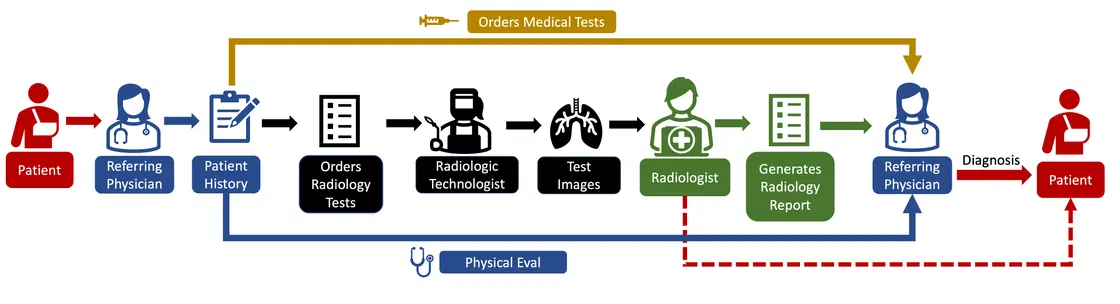 Orders Medical Tests
Patient
Referring
Physician
Patient
History
Orders
Radiology
Tests
Radiologic
Technologist
Test
Images
Radiologist
Generates
Radiology
Report
Referring
Physician
Diagnosis
Patient
Physical Eval